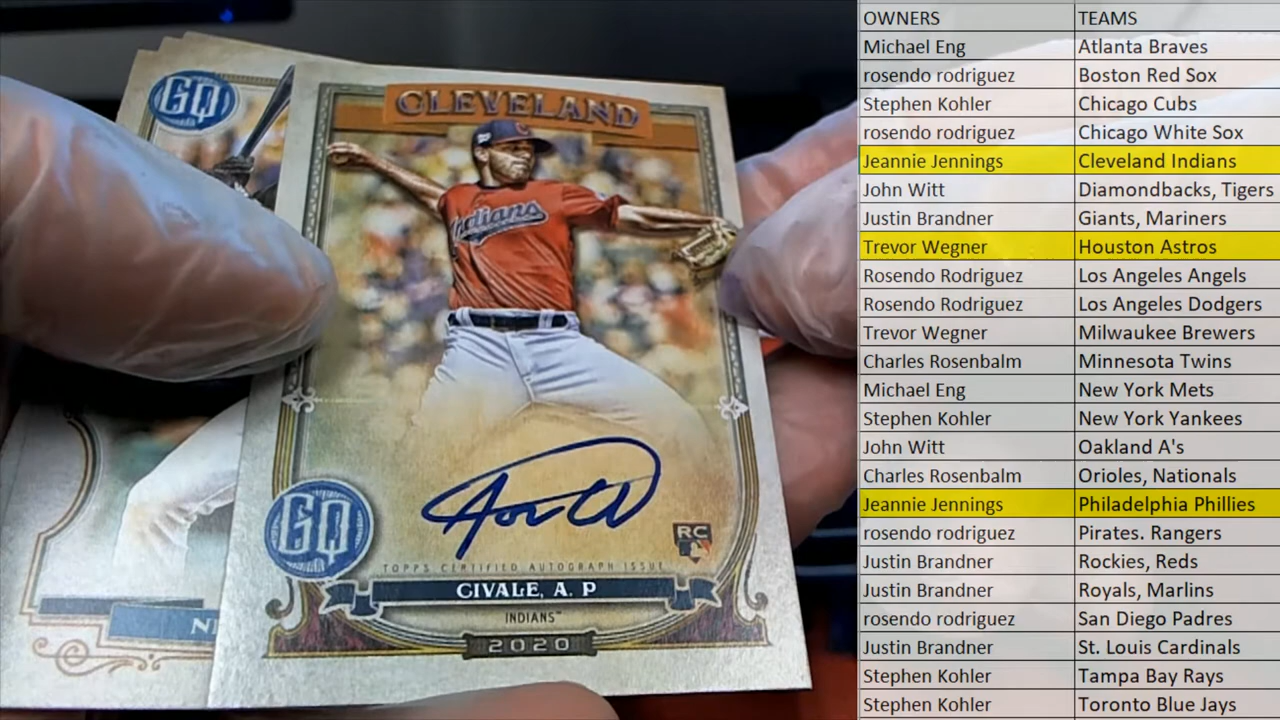 GQ
CLEVELAND
Indians
GQ
RC
TOPPS CERTIFIED AUTOGRAPH ISSUE
CIVALE, A. P
INDIANS™
2020
OWNERS TEAMS
Michael Eng Atlanta Braves
rosendo rodriguez Boston Red Sox
Stephen Kohler Chicago Cubs
rosendo rodriguez Chicago White Sox
Jeannie Jennings Cleveland Indians
John Witt Diamondbacks, Tigers
Justin Brandner Giants, Mariners
Trevor Wegner Houston Astros
Rosendo Rodriguez Los Angeles Angels
Rosendo Rodriguez Los Angeles Dodgers
Trevor Wegner Milwaukee Brewers
Charles Rosenbalm Minnesota Twins
Michael Eng New York Mets
Stephen Kohler New York Yankees
John Witt Oakland A's
Charles Rosenbalm Orioles, Nationals
Jeannie Jennings Philadelphia Phillies
rosendo rodriguez Pirates. Rangers
Justin Brandner Rockies, Reds
Justin Brandner Royals, Marlins
rosendo rodriguez San Diego Padres
Justin Brandner St. Louis Cardinals
Stephen Kohler Tampa Bay Rays
Stephen Kohler Toronto Blue Jays